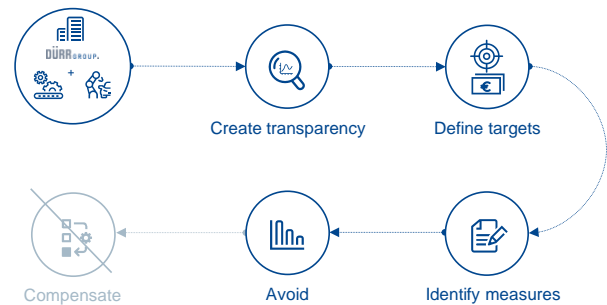 DÜRR GROUP.
+
Create transparency
Define targets
€
Compensate
Avoid
Identify measures